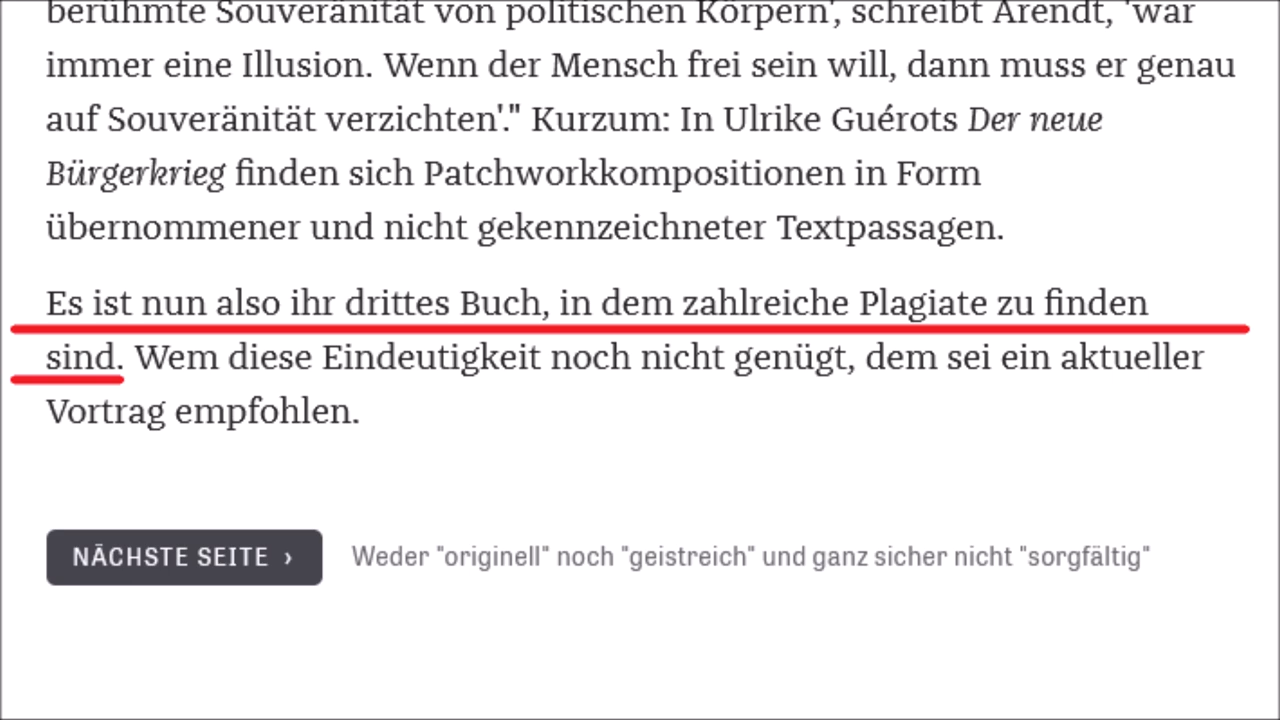 berühmte Souveränität von politischen Körpern', schreibt Arendt, 'war
immer eine Illusion. Wenn der Mensch frei sein will, dann muss er genau
auf Souveränität verzichten'." Kurzum: In Ulrike Guérots Der neue
Bürgerkrieg finden sich Patchworkkompositionen in Form
übernommener und nicht gekennzeichneter Textpassagen.
Es ist nun also ihr drittes Buch, in dem zahlreiche Plagiate zu finden
sind. Wem diese Eindeutigkeit noch nicht genügt, dem sei ein aktueller
Vortrag empfohlen.
NÄCHSTE SEITE › Weder "originell" noch "geistreich" und ganz sicher nicht "sorgfältig"